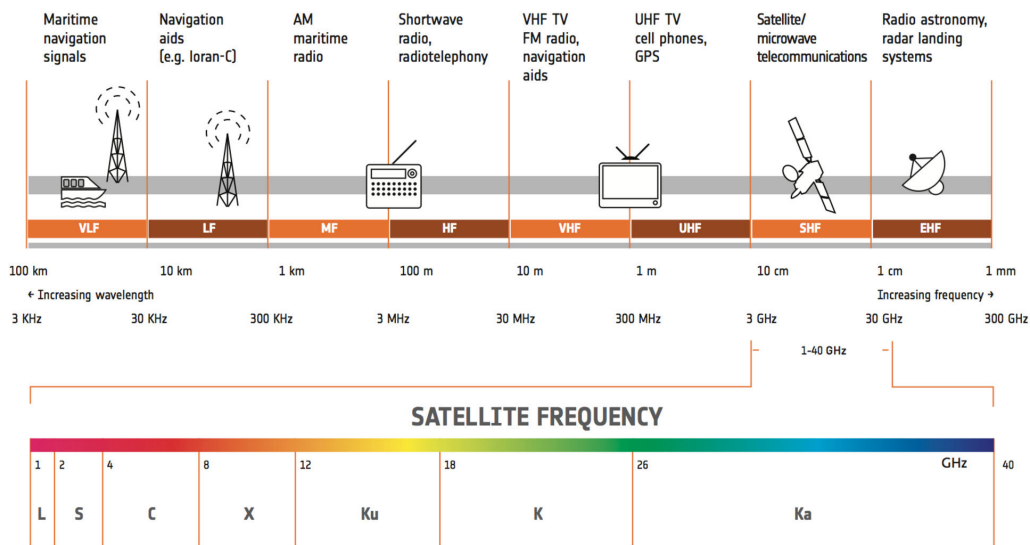 Maritime
navigation
signals
Navigation
aids
(e.g. loran-C)
AM
maritime
radio
Shortwave
radio,
radiotelephony
VHF TV
FM radio,
navigation
aids
UHF TV
cell phones,
GPS
Satellite/
microwave
telecommunications
Radio astronomy,
radar landing
systems
VLF LF MF HF VHF UHF SHF EHF
100 km 10 km 1 km 100 m 10 m 1 m 10 cm 1 cm 1 mm
← Increasing wavelength Increasing frequency →
3 KHz 30 KHz 300 KHz 3 MHz 30 MHz 300 MHz 3 GHz 30 GHz 300 GHz
1-40 GHz
SATELLITE FREQUENCY
1 2 4 8 12 18 26 GHz 40
L S C X Ku K Ka